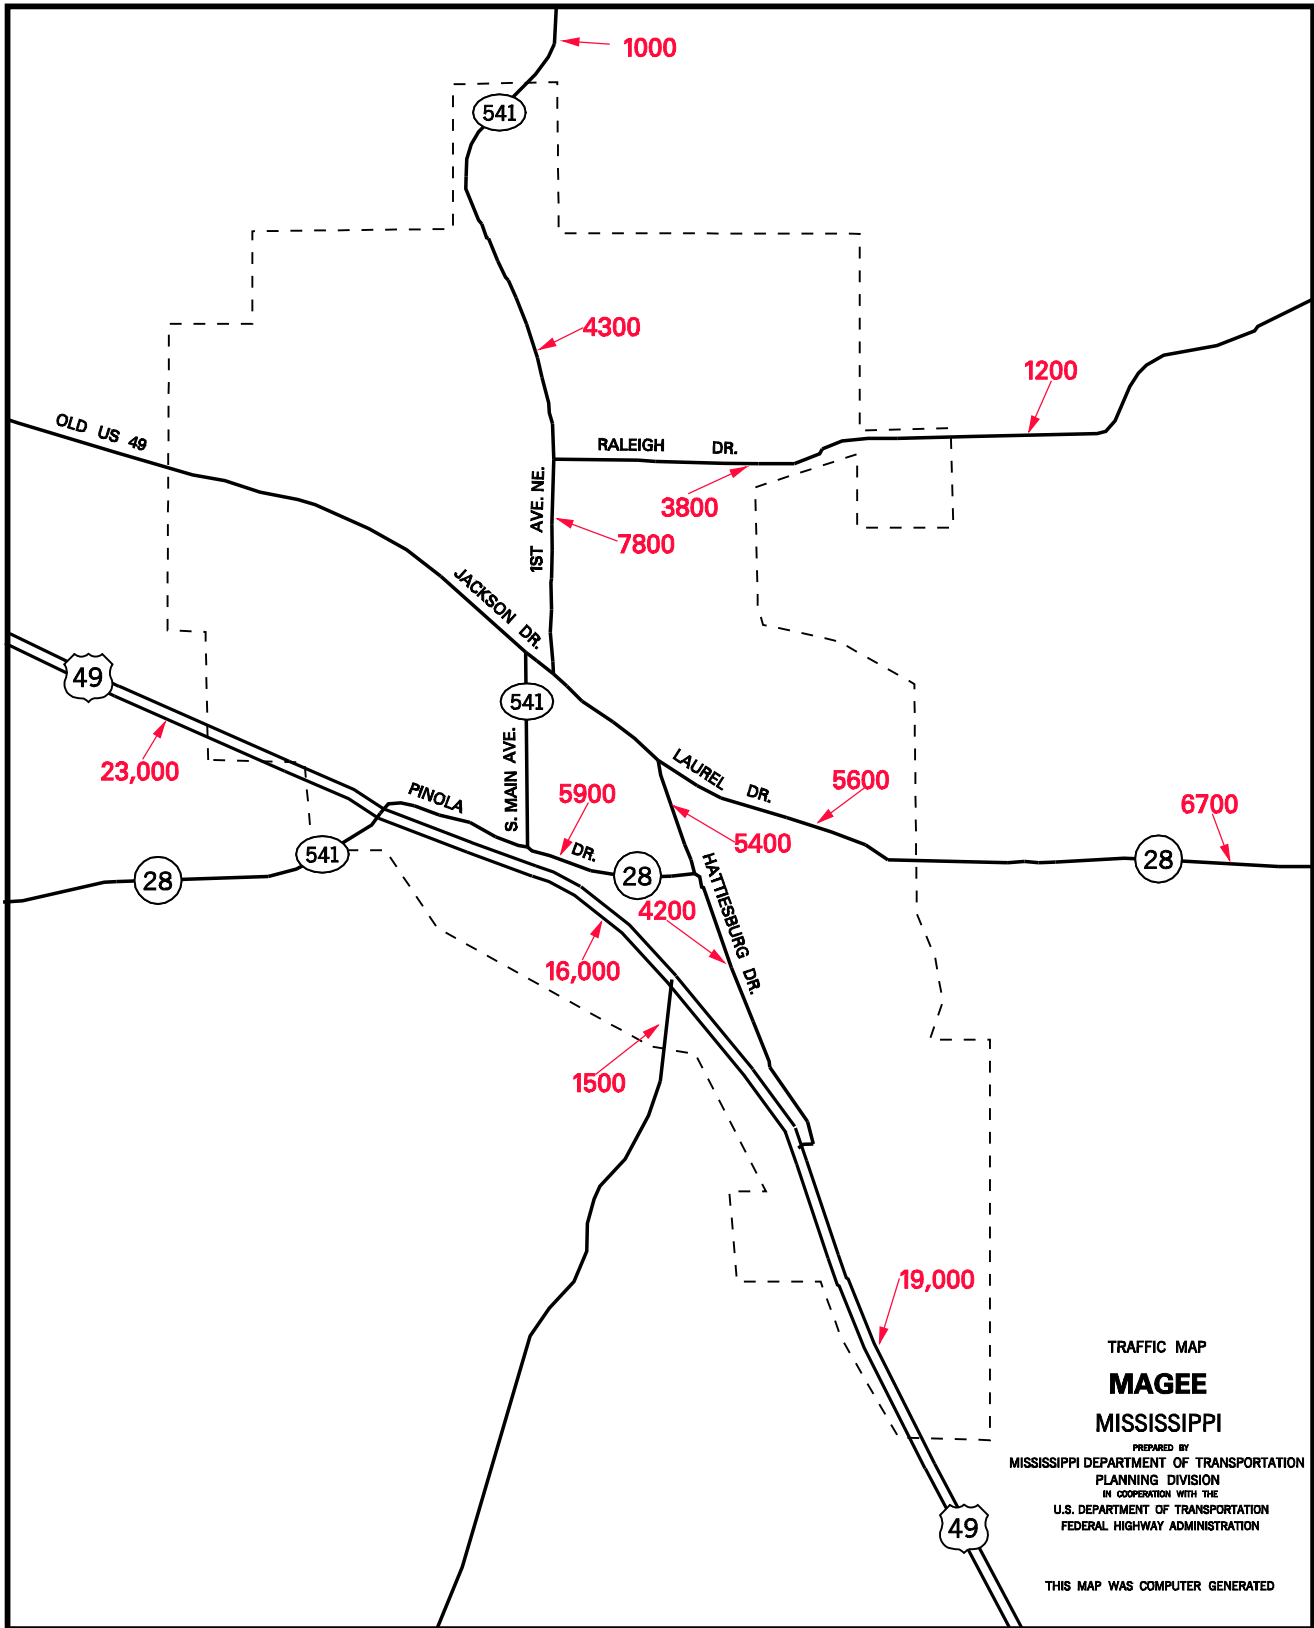 1000
541
4300
1200
OLD US 49
RALEIGH DR.
3800
1ST AVE. NE.
7800
JACKSON DR.
49
541
23,000
S. MAIN AVE.
PINOLA DR.
5900
LAUREL DR.
5600
6700
5400
541
28
28
28
HATTIESBURG DR.
4200
16,000
1500
19,000
TRAFFIC MAP
MAGEE
MISSISSIPPI
PREPARED BY
MISSISSIPPI DEPARTMENT OF TRANSPORTATION
PLANNING DIVISION
IN COOPERATION WITH THE
U.S. DEPARTMENT OF TRANSPORTATION
FEDERAL HIGHWAY ADMINISTRATION
49
THIS MAP WAS COMPUTER GENERATED